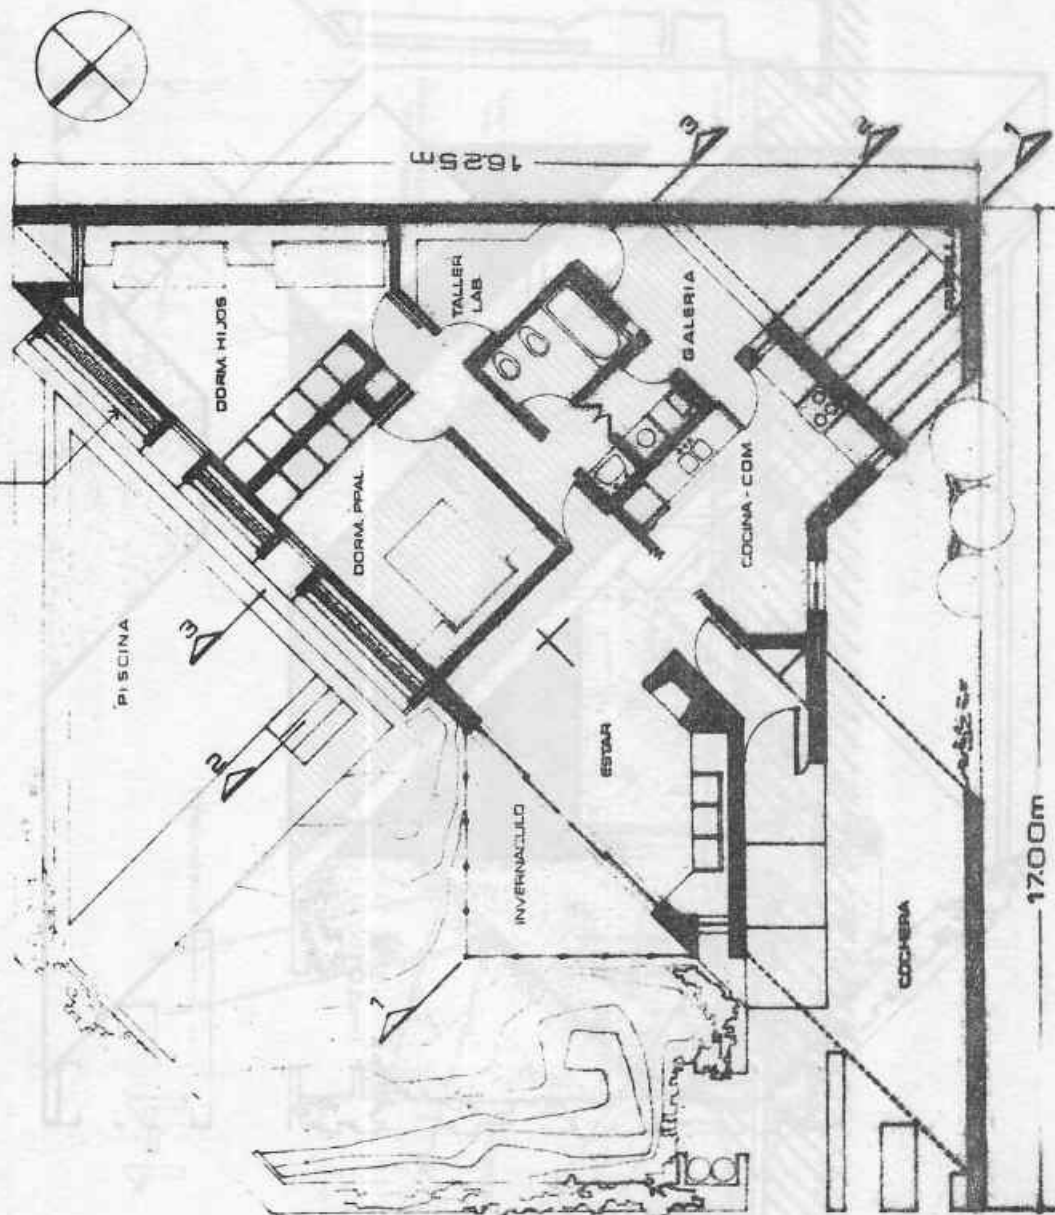 16.25 m
3
2
1
DORM. HIJOS
TALLER
LAB
GALERIA
DORM. PPAL
COCINA - COM
PISCINA
3
2
1
ESTAR
INVERNACULO
COCHERA
17.00m